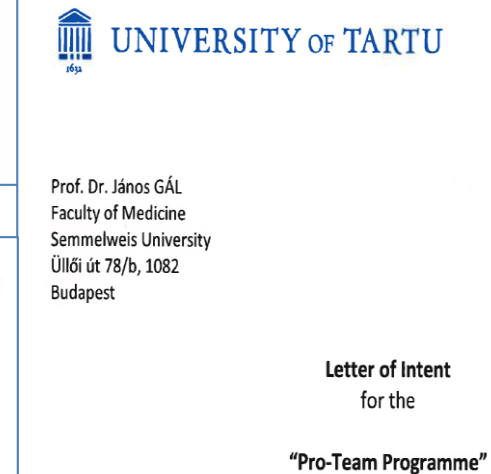 UNIVERSITY OF TARTU
1632
Prof. Dr. János GÁL
Faculty of Medicine
Semmelweis University
Üllői út 78/b, 1082
Budapest
Letter of Intent
for the
“Pro-Team Programme”